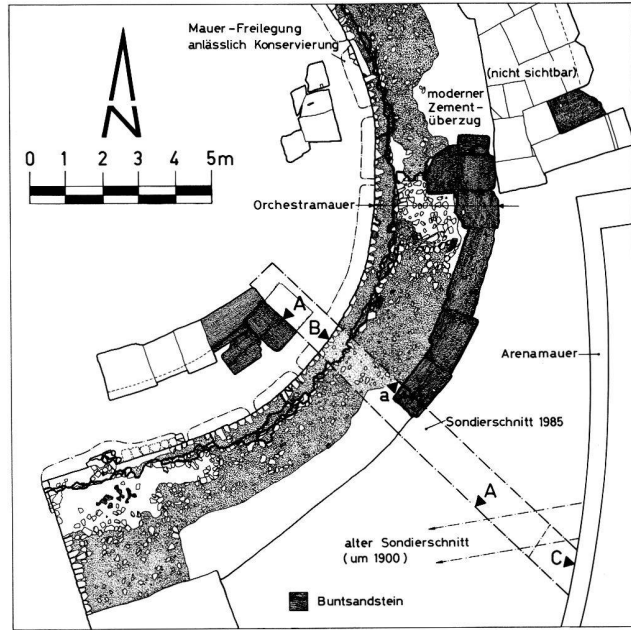 Mauer-Freilegung
anlässlich Konservierung
(nicht sichtbar)
moderner
Zement-
überzug
N
0 1 2 3 4 5m
Orchestramauer
A
B
Arenamauer
a
Sondierschnitt 1985
A
alter Sondierschnitt
(um 1900)
C
Buntsandstein